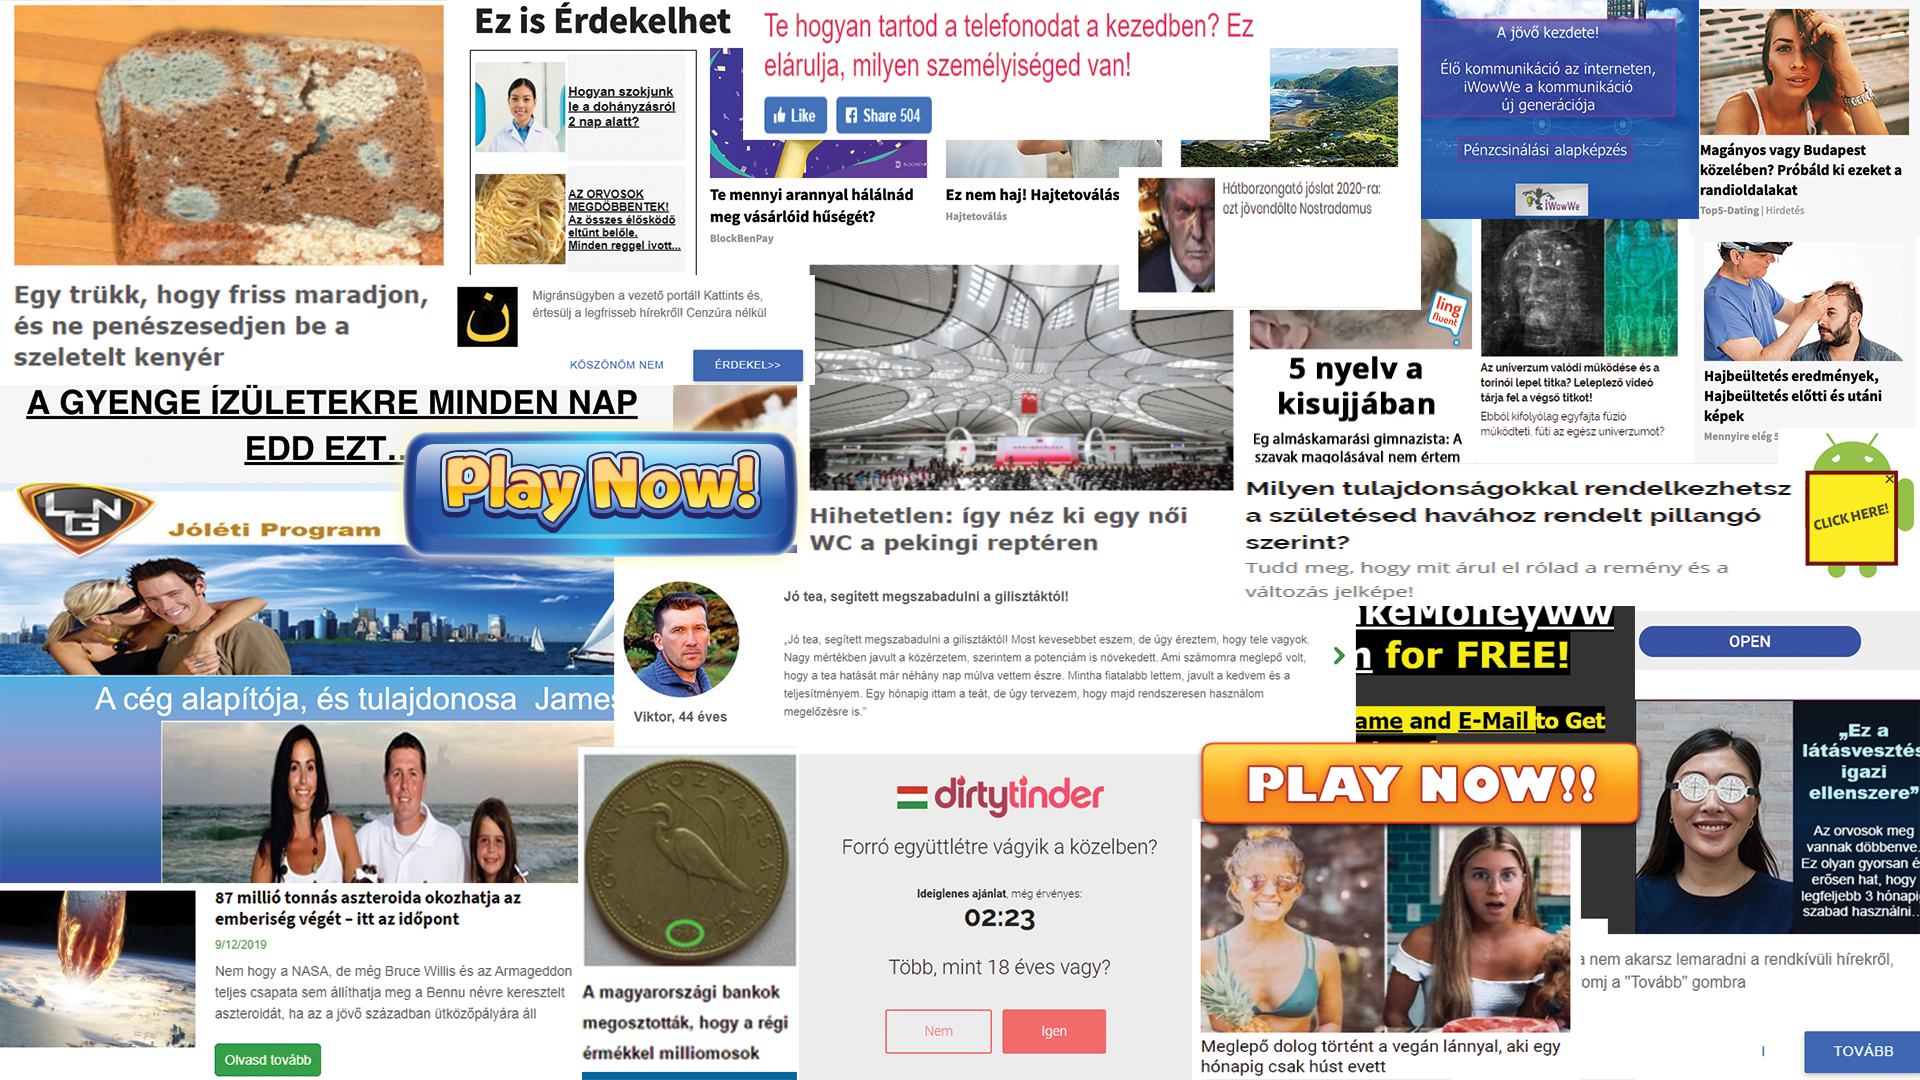 Ez is Érdekelhet
Hogyan szokjunk
le a dohányzásról
2 nap alatt?
AZ ORVOSOK
MEGDÖBBENTEK!
Az összes élősködő
eltűnt belőle.
Minden reggel ivott...
Te hogyan tartod a telefonodat a kezedben? Ez
elárulja, milyen személyiséged van!
Like
Share 504
BLOCKBEN
Te mennyi arannyal hálálnád
meg vásárlóid hűségét?
BlockBenPay
Ez nem haj! Hajtetoválás
Hajtetoválás
Hátborzongató jóslat 2020-ra:
ezt jövendölte Nostradamus
A jövő kezdete!
Élő kommunikáció az interneten,
iWowWe a kommunikáció
új generációja
Pénzcsinálási alapképzés
iWowWe
Magányos vagy Budapest
közelében? Próbáld ki ezeket a
randioldalakat
Top5-Dating | Hirdetés
Egy trükk, hogy friss maradjon,
és ne penészesedjen be a
szeletelt kenyér
Migránsügyben a vezető portál! Kattints és,
értesülj a legfrisseb hírekről! Cenzúra nélkül
KÖSZÖNÖM NEM
ÉRDEKEL>>
ling
fluent
5 nyelv a
kisujjában
Eg almáskamarási gimnazista: A
szavak magolásával nem értem
Az univerzum valódi működése és a
torinói lepel titka? Leleplező videó
tárja fel a végső titkot!
Ebből kifolyólag egyfajta fúzió
működteti, fűti az egész univerzumot?
Hajbeültetés eredmények,
Hajbeültetés előtti és utáni
képek
Mennyire elég 5
A GYENGE ÍZÜLETEKRE MINDEN NAP
EDD EZT..
Play Now!
LGN
Jóléti Program
Hihetetlen: így néz ki egy női
WC a pekingi reptéren
Milyen tulajdonságokkal rendelkezhetsz
a születésed havához rendelt pillangó
szerint?
Tudd meg, hogy mit árul el rólad a remény és a
változás jelképe!
CLICK HERE!
A cég alapítója, és tulajdonosa James
Viktor, 44 éves
Jó tea, segített megszabadulni a gilisztáktól!
„Jó tea, segített megszabadulni a gilisztáktól! Most kevesebbet eszem, de úgy éreztem, hogy tele vagyok.
Nagy mértékben javult a közérzetem, szerintem a potenciám is növekedett. Ami számomra meglepő volt,
hogy a tea hatását már néhány nap múlva vettem észre. Mintha fiatalabb lettem, javult a kedvem és a
teljesítményem. Egy hónapig ittam a teát, de úgy tervezem, hogy majd rendszeresen használom
megelőzésre is.”
keMoneyww
n for FREE!
ame and E-Mail to Get
OPEN
PLAY NOW!!
„Ez a
látásvesztés
igazi
ellenszere”
Az orvosok meg
vannak döbbenve.
Ez olyan gyorsan é
erősen hat, hogy
legfeljebb 3 hónapig
szabad használni..
87 millió tonnás aszteroida okozhatja az
emberiség végét – itt az időpont
9/12/2019
Nem hogy a NASA, de még Bruce Willis és az Armageddon
teljes csapata sem állíthatja meg a Bennu névre keresztelt
aszteroidát, ha az a jövő században ütközőpályára áll
Olvasd tovább
MAGYAR KÖZTÁRSASÁG
A magyarországi bankok
megosztották, hogy a régi
érmékkel milliomosok
dirtytinder
Forró együttlétre vágyik a közelben?
Ideiglenes ajánlat, még érvényes:
02:23
Több, mint 18 éves vagy?
Nem
Igen
Meglepő dolog történt a vegán lánnyal, aki egy
hónapig csak húst evett
a nem akarsz lemaradni a rendkívüli hírekről,
omj a "Tovább" gombra
TOVÁBB